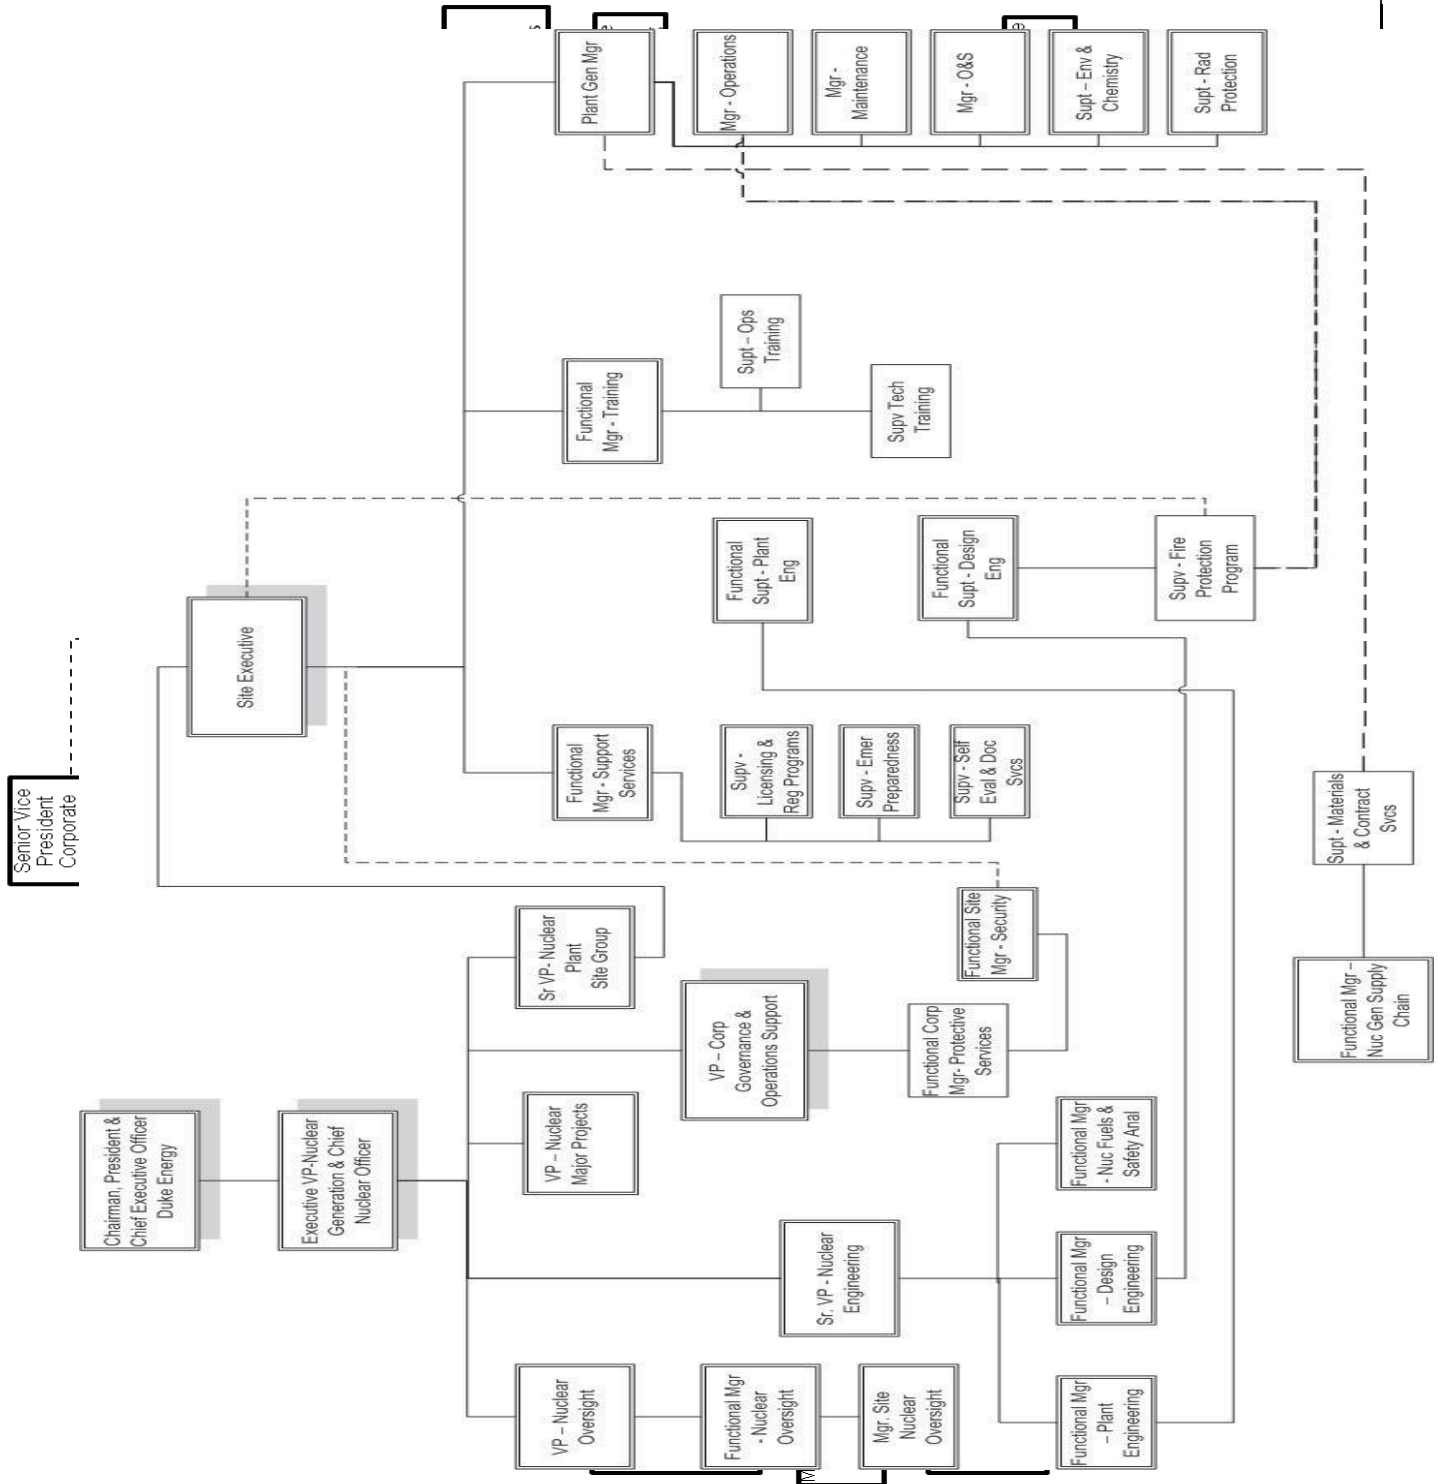 Senior Vice
President
Corporate
Chairman, President &
Chief Executive Officer
Duke Energy
Executive VP-Nuclear
Generation & Chief
Nuclear Officer
Site Executive
VP – Nuclear
Oversight
VP – Nuclear
Major Projects
Sr VP- Nuclear
Plant
Site Group
Functional
Mgr - Support
Services
Functional
Mgr - Training
Plant Gen Mgr
Functional Mgr
- Nuclear
Oversight
Sr. VP - Nuclear
Engineering
VP – Corp
Governance &
Operations Support
Supv -
Licensing &
Reg Programs
Functional
Supt - Plant
Eng
Supt – Ops
Training
Mgr - Operations
Mgr. Site
Nuclear
Oversight
Functional Corp
Mgr- Protective
Services
Functional Site
Mgr - Security
Supv - Emer
Preparedness
Supv - Self
Eval & Doc
Svcs
Functional
Supt - Design
Eng
Supv Tech
Training
Mgr -
Maintenance
Mgr - O&S
Functional Mgr
– Plant
Engineering
Functional Mgr
– Design
Engineering
Functional Mgr
- Nuc Fuels &
Safety Anal
Supv - Fire
Protection
Program
Supt – Env &
Chemistry
Supt - Rad
Protection
Functional Mgr –
Nuc Gen Supply
Chain
Supt - Materials
& Contract
Svcs